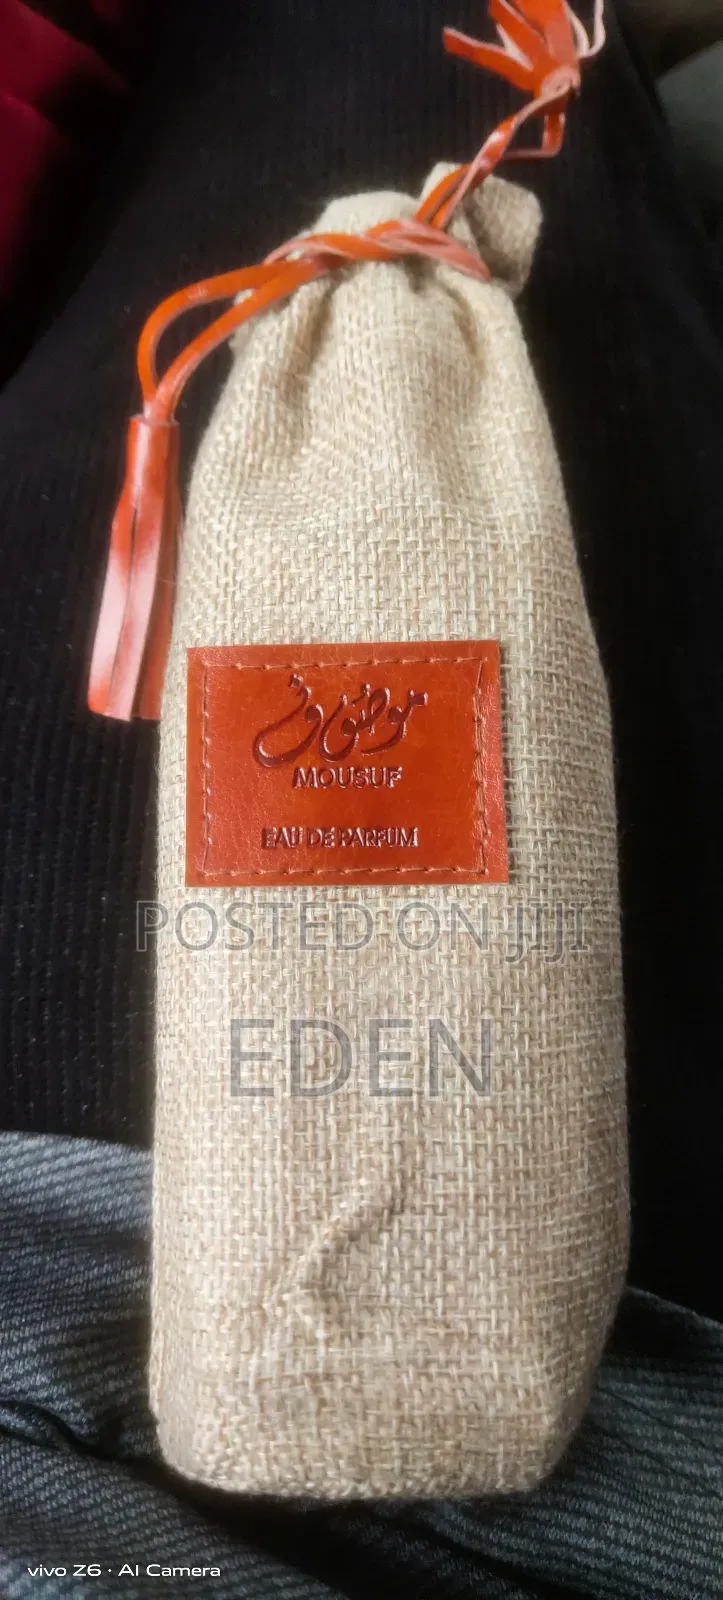 موصوف
MOUSUF
EAU DE PARFUM
POSTED ON JIJI
EDEN
vivo Z6 · AI Camera